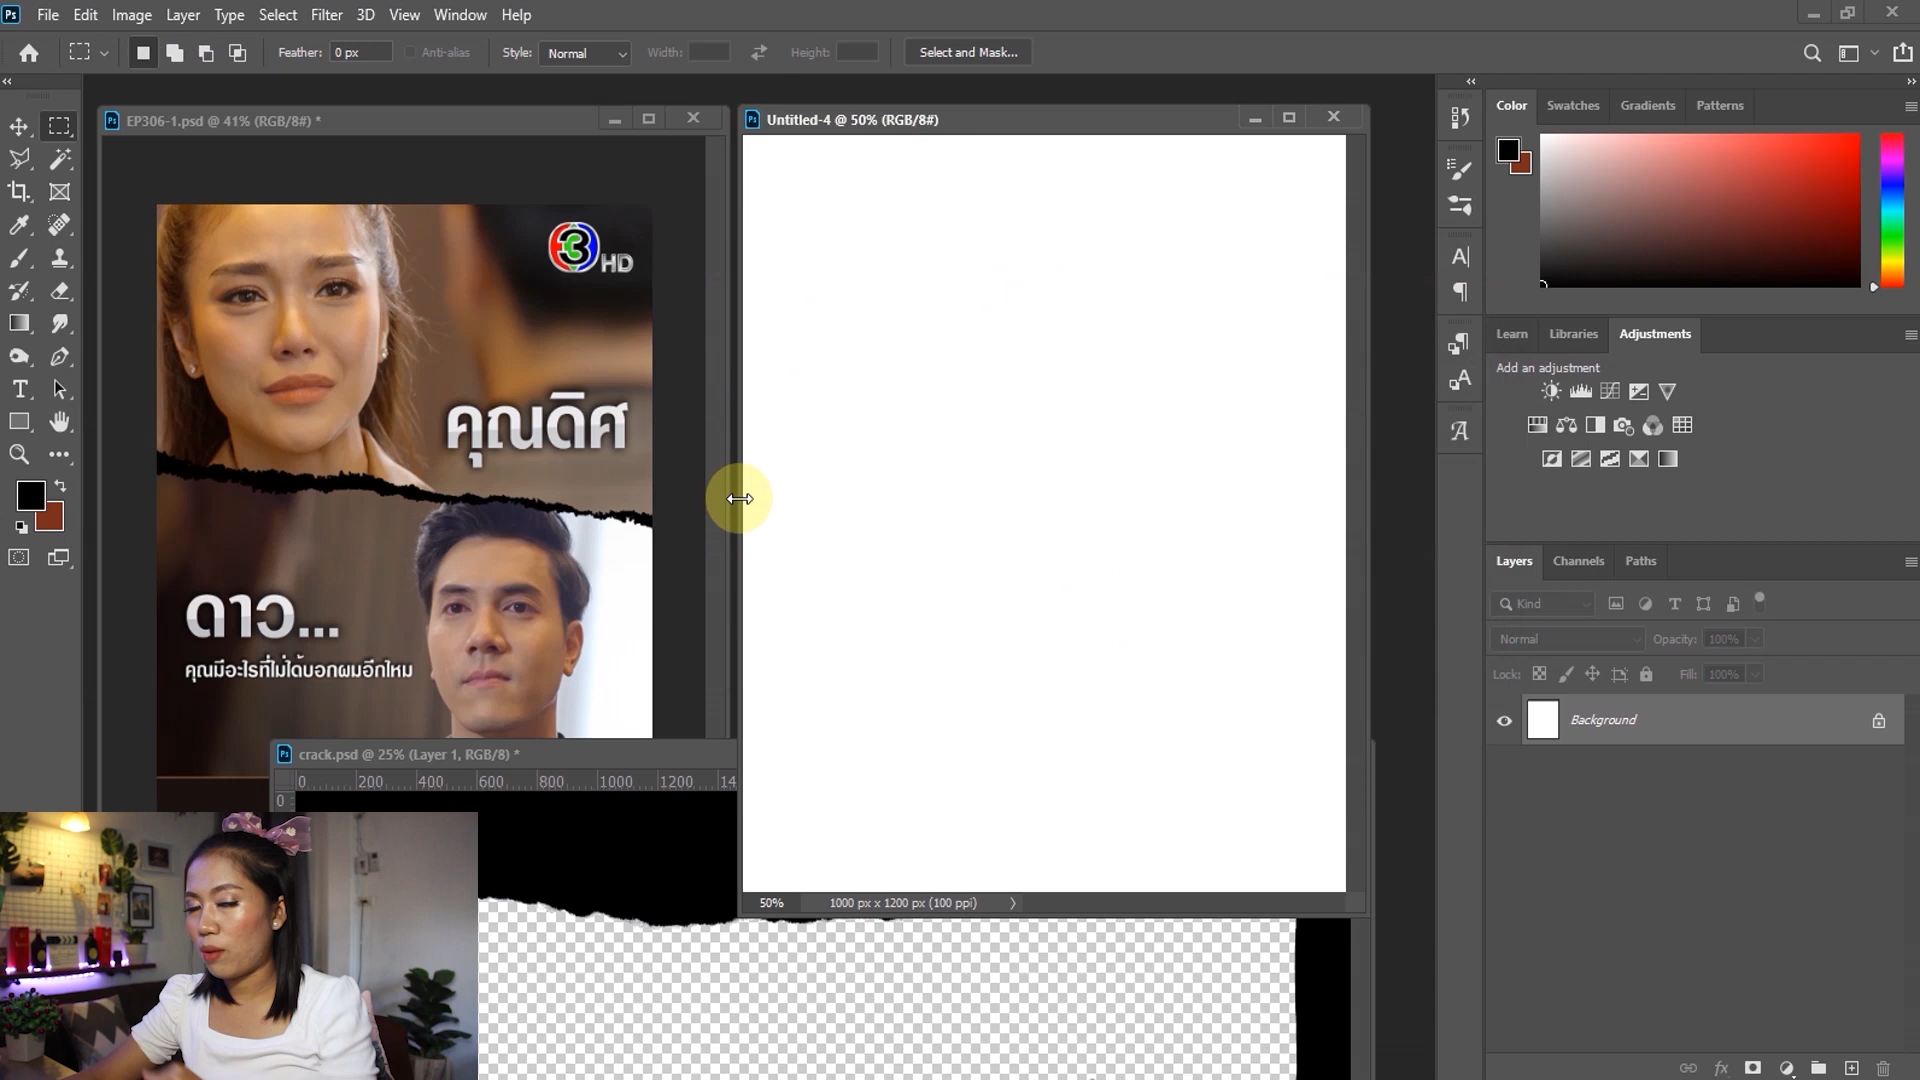 Ps File Edit Image Layer Type Select Filter 3D View Window Help
Feather: 0 px Anti-alias Style: Normal Width: Height: Select and Mask...
Ps EP306-1.psd @ 41% (RGB/8#) *
Ps Untitled-4 @ 50% (RGB/8#)
Color Swatches Gradients Patterns
3 HD
คุณดิศ
ดาว...
คุณมีอะไรที่ไม่ได้บอกผมอีกไหม
Ps crack.psd @ 25% (Layer 1, RGB/8) *
0 200 400 600 800 1000 1200 14
0
50% 1000 px x 1200 px (100 ppi)
Learn Libraries Adjustments
Add an adjustment
Layers Channels Paths
Kind
Normal Opacity: 100%
Lock: Fill: 100%
Background
fx